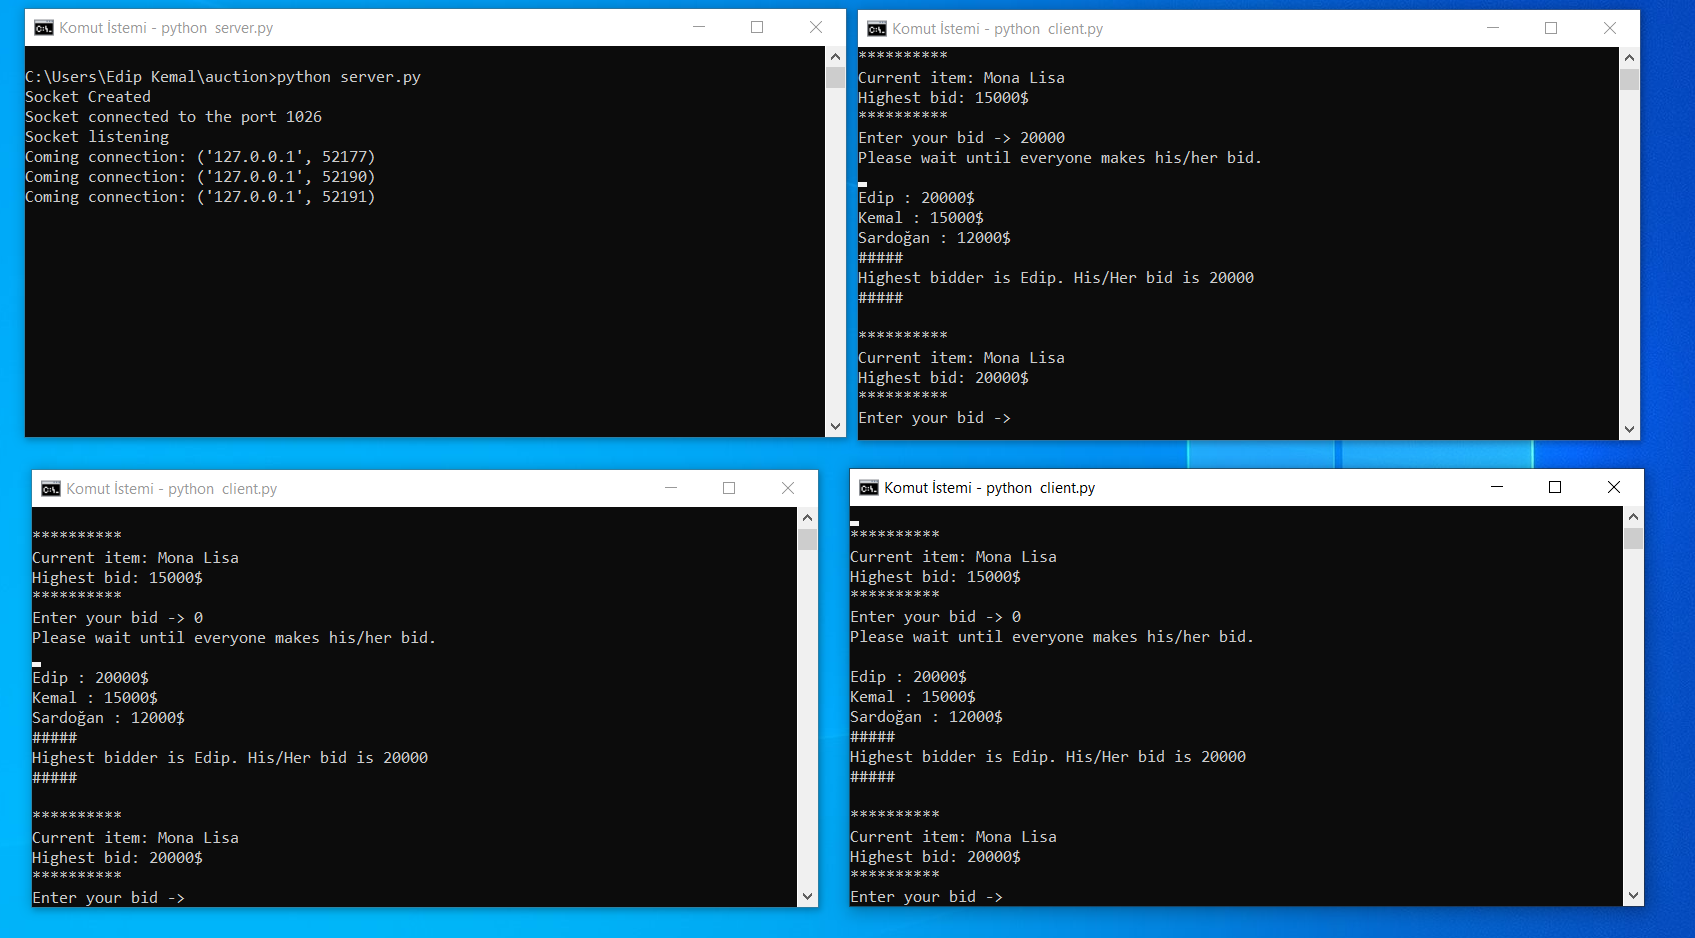 Komut İstemi - python  server.py
C:\Users\Edip Kemal\auction>python server.py
Socket Created
Socket connected to the port 1026
Socket listening
Coming connection: ('127.0.0.1', 52177)
Coming connection: ('127.0.0.1', 52190)
Coming connection: ('127.0.0.1', 52191)
Komut İstemi - python  client.py
**********
Current item: Mona Lisa
Highest bid: 15000$
**********
Enter your bid -> 20000
Please wait until everyone makes his/her bid.
Edip : 20000$
Kemal : 15000$
Sardoğan : 12000$
#####
Highest bidder is Edip. His/Her bid is 20000
#####
**********
Current item: Mona Lisa
Highest bid: 20000$
**********
Enter your bid ->
Komut İstemi - python  client.py
**********
Current item: Mona Lisa
Highest bid: 15000$
**********
Enter your bid -> 0
Please wait until everyone makes his/her bid.
Edip : 20000$
Kemal : 15000$
Sardoğan : 12000$
#####
Highest bidder is Edip. His/Her bid is 20000
#####
**********
Current item: Mona Lisa
Highest bid: 20000$
**********
Enter your bid ->
Komut İstemi - python  client.py
**********
Current item: Mona Lisa
Highest bid: 15000$
**********
Enter your bid -> 0
Please wait until everyone makes his/her bid.
Edip : 20000$
Kemal : 15000$
Sardoğan : 12000$
#####
Highest bidder is Edip. His/Her bid is 20000
#####
**********
Current item: Mona Lisa
Highest bid: 20000$
**********
Enter your bid ->